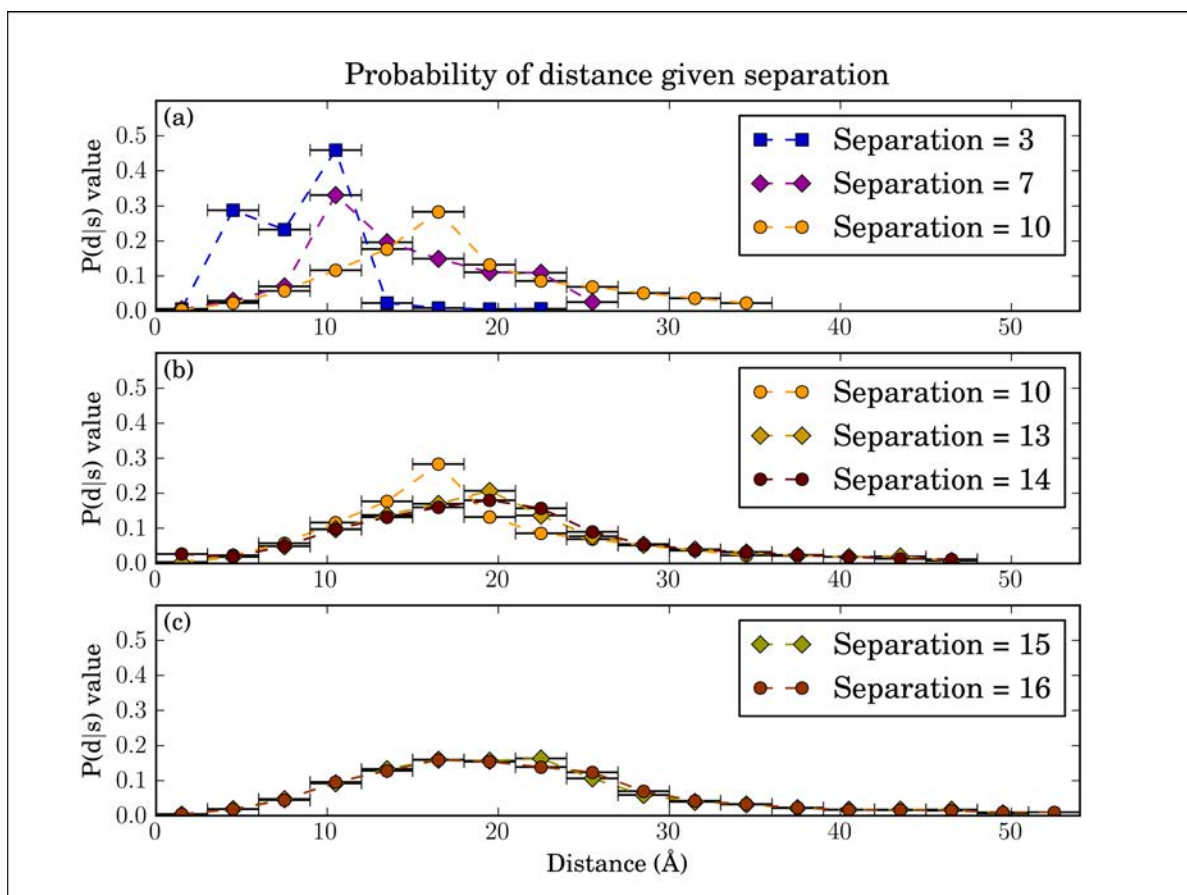 Probability of distance given separation
(a)
P(d|s) value
0.5
0.4
0.3
0.2
0.1
0.0
0
10
20
30
40
50
Separation = 3
Separation = 7
Separation = 10
(b)
P(d|s) value
0.5
0.4
0.3
0.2
0.1
0.0
0
10
20
30
40
50
Separation = 10
Separation = 13
Separation = 14
(c)
P(d|s) value
0.5
0.4
0.3
0.2
0.1
0.0
0
10
20
30
40
50
Separation = 15
Separation = 16
Distance (Å)